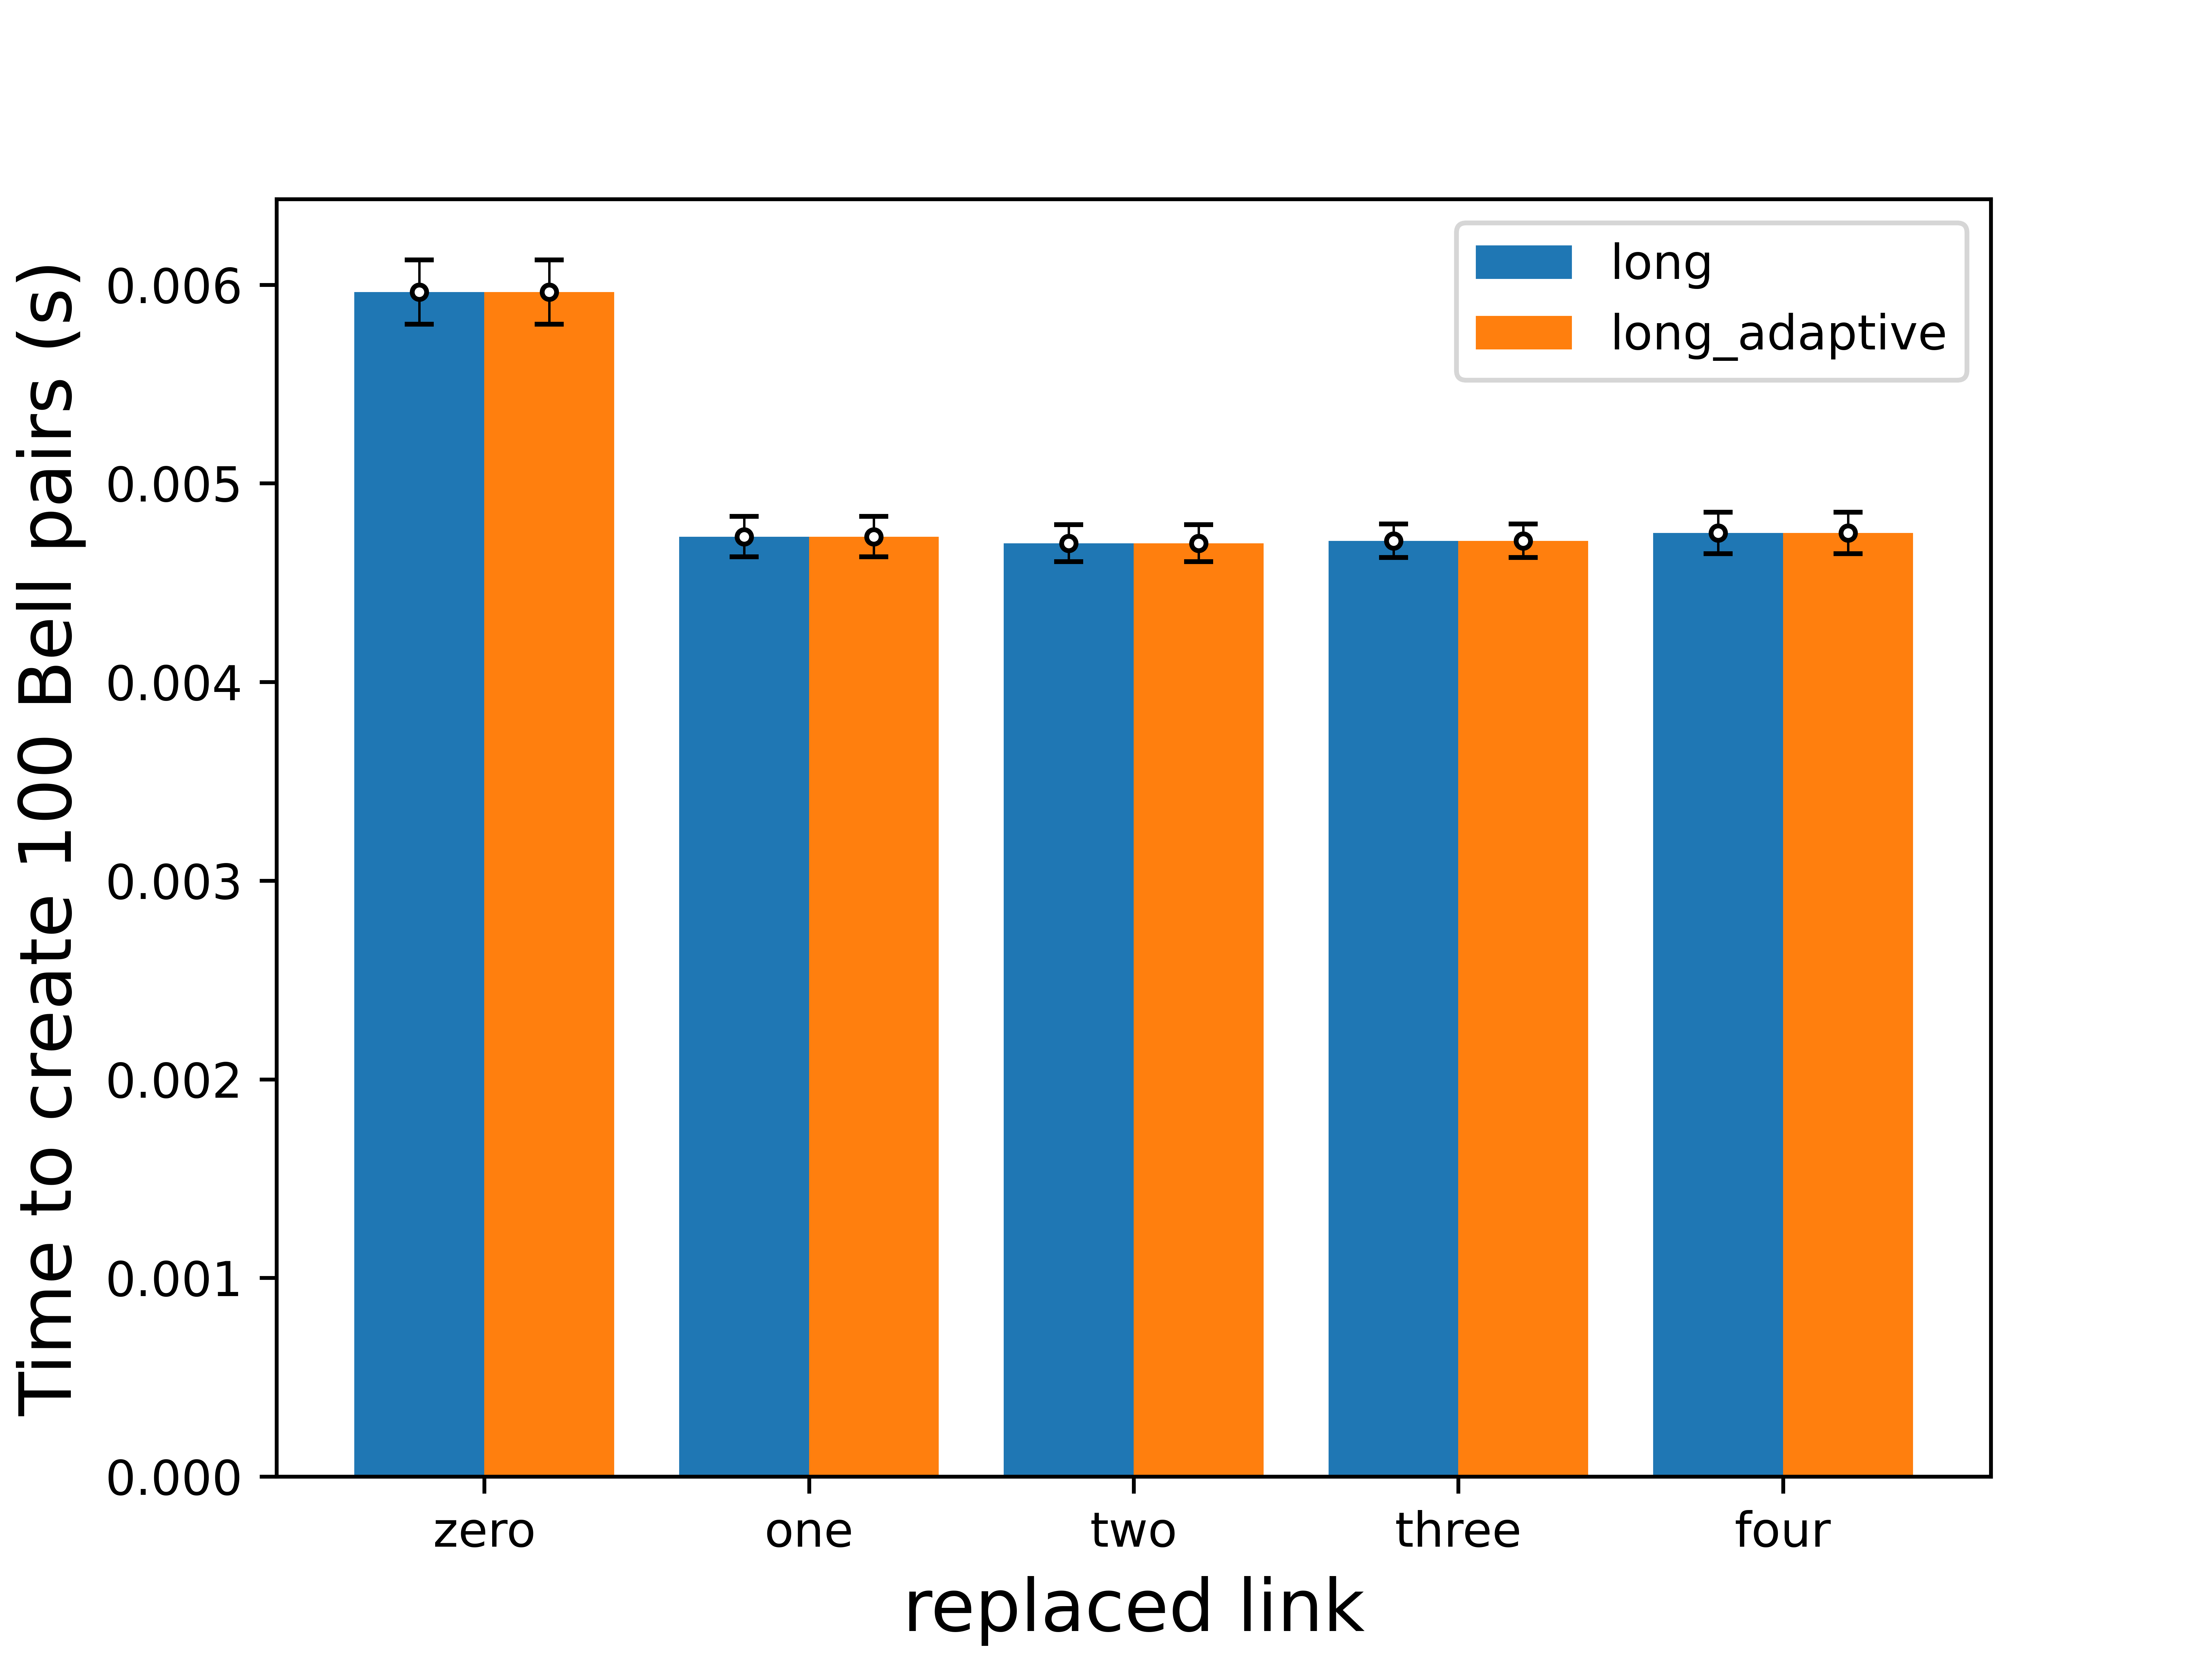 long
long_adaptive
Time to create 100 Bell pairs (s)
0.006
0.005
0.004
0.003
0.002
0.001
0.000
zero one two three four
replaced link